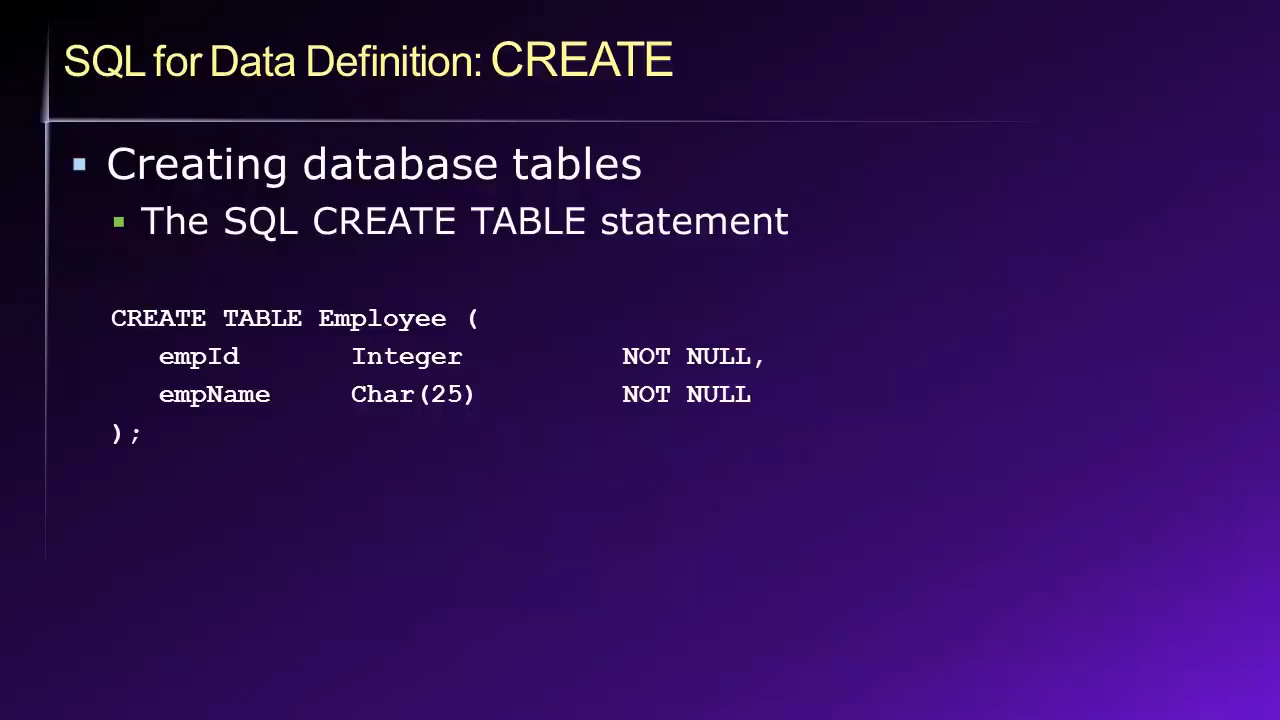 SQL for Data Definition: CREATE
Creating database tables
The SQL CREATE TABLE statement
CREATE TABLE Employee (
empId Integer NOT NULL,
empName Char(25) NOT NULL
);